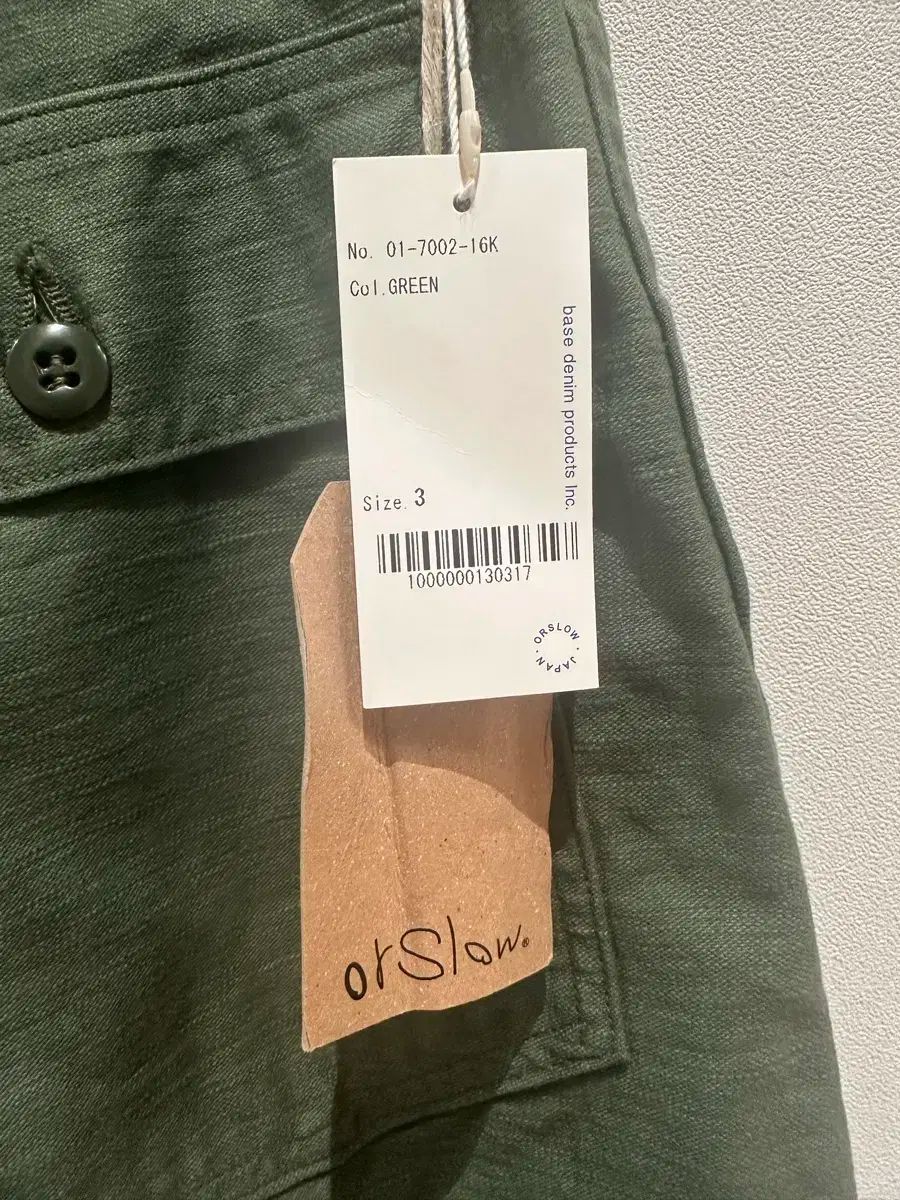 No. 01-7002-16K
Col.GREEN
base denim products Inc.
Size. 3
1000000130317
ORSLOW · JAPAN ·
orSlow®